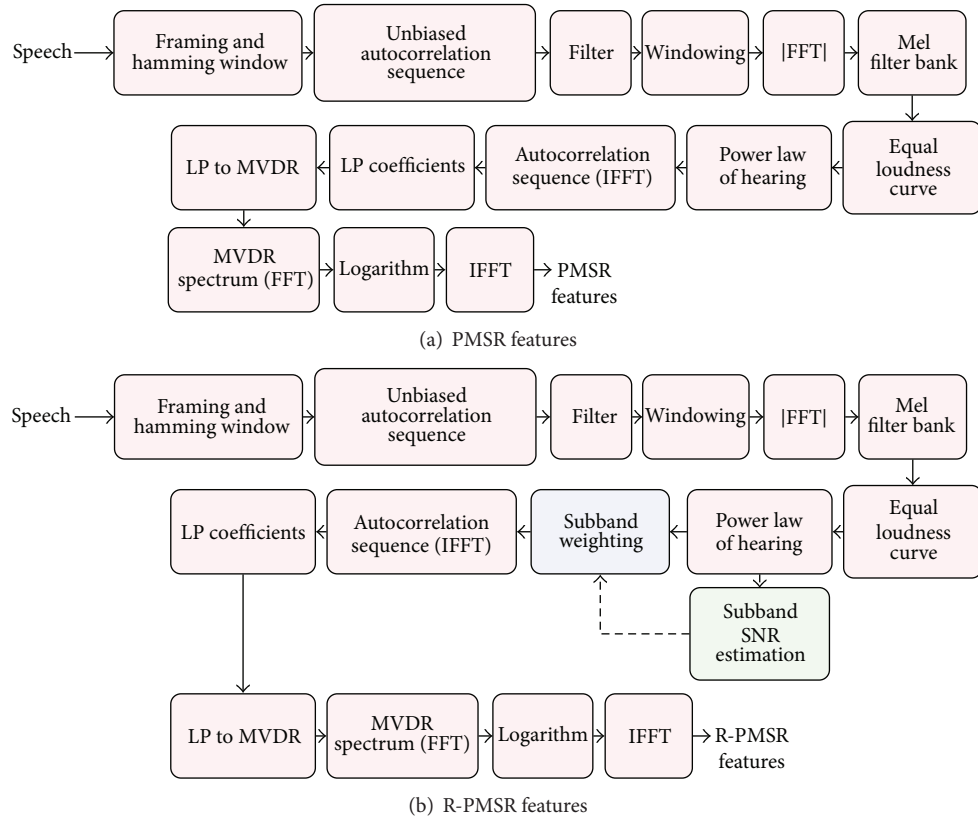 Speech
Framing and
hamming window
Unbiased
autocorrelation
sequence
Filter
Windowing
|FFT|
Mel
filter bank
Equal
loudness
curve
Power law
of hearing
Autocorrelation
sequence (IFFT)
LP coefficients
LP to MVDR
MVDR
spectrum (FFT)
Logarithm
IFFT
PMSR
features
(a) PMSR features
Speech
Framing and
hamming window
Unbiased
autocorrelation
sequence
Filter
Windowing
|FFT|
Mel
filter bank
Equal
loudness
curve
Power law
of hearing
Subband
weighting
Autocorrelation
sequence (IFFT)
LP coefficients
Subband
SNR
estimation
LP to MVDR
MVDR
spectrum (FFT)
Logarithm
IFFT
R-PMSR
features
(b) R-PMSR features